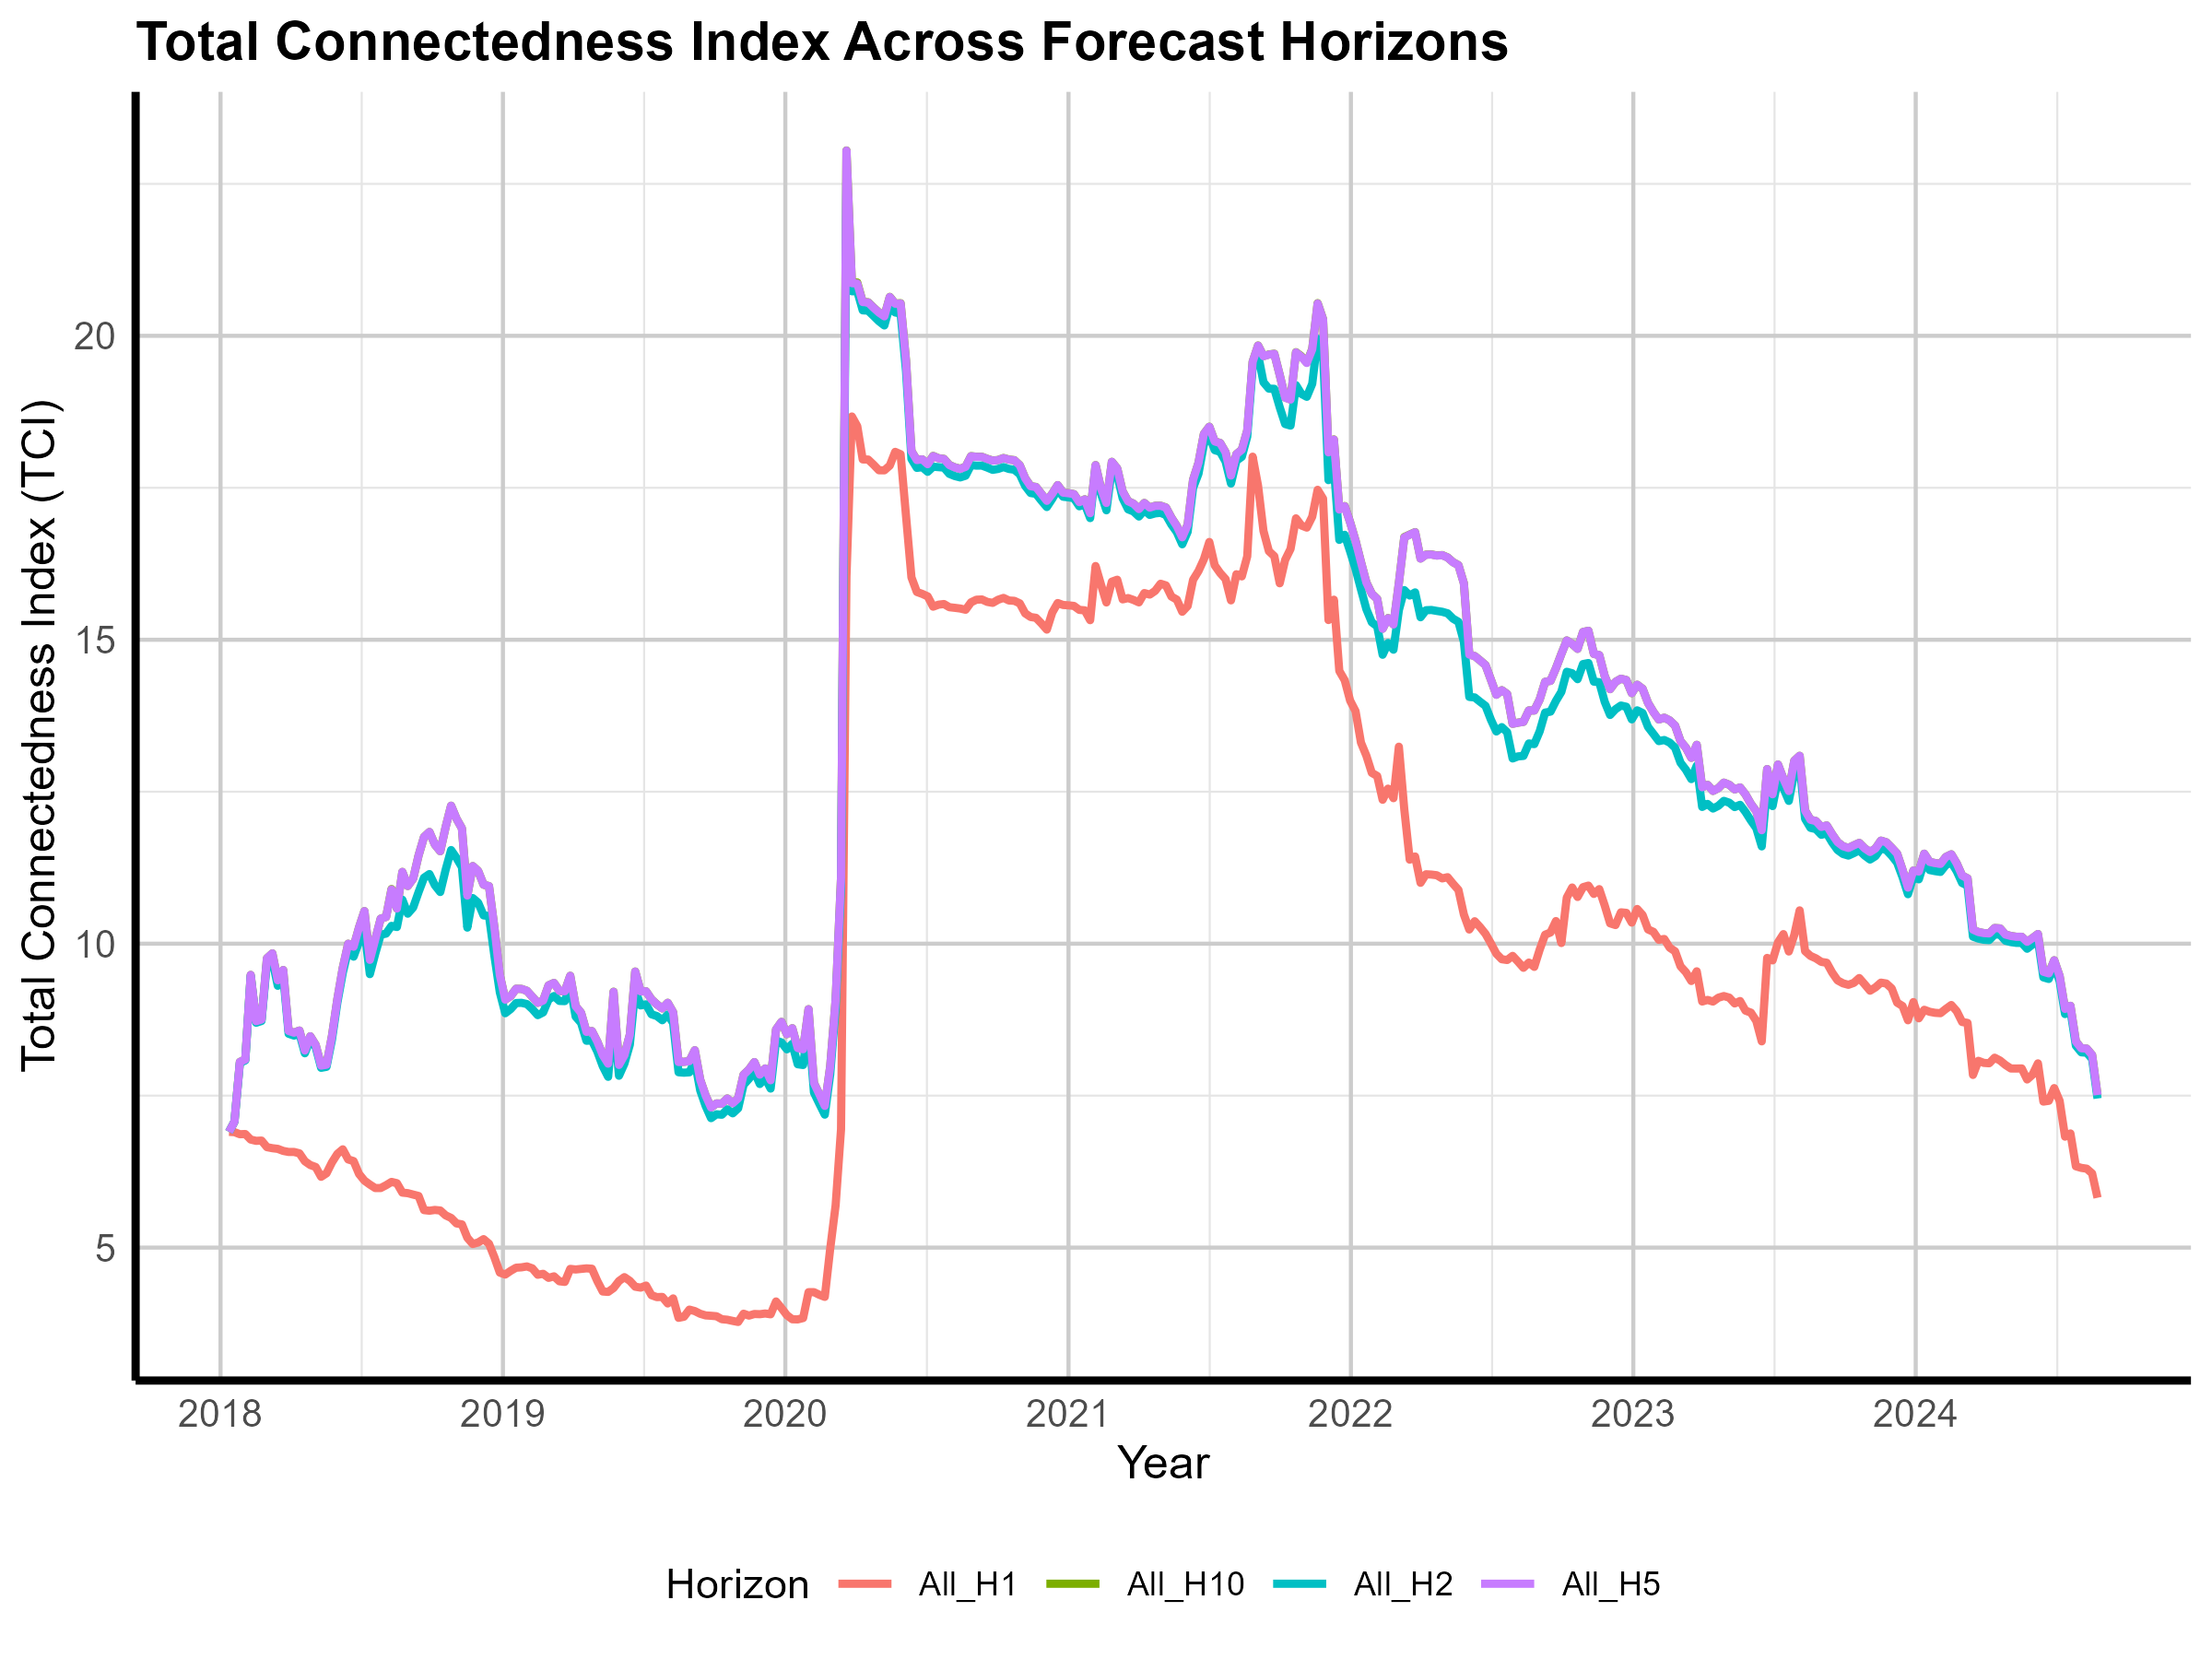 Total Connectedness Index Across Forecast Horizons
Total Connectedness Index (TCI)
20
15
10
5
2018 2019 2020 2021 2022 2023 2024
Year
Horizon All_H1 All_H10 All_H2 All_H5